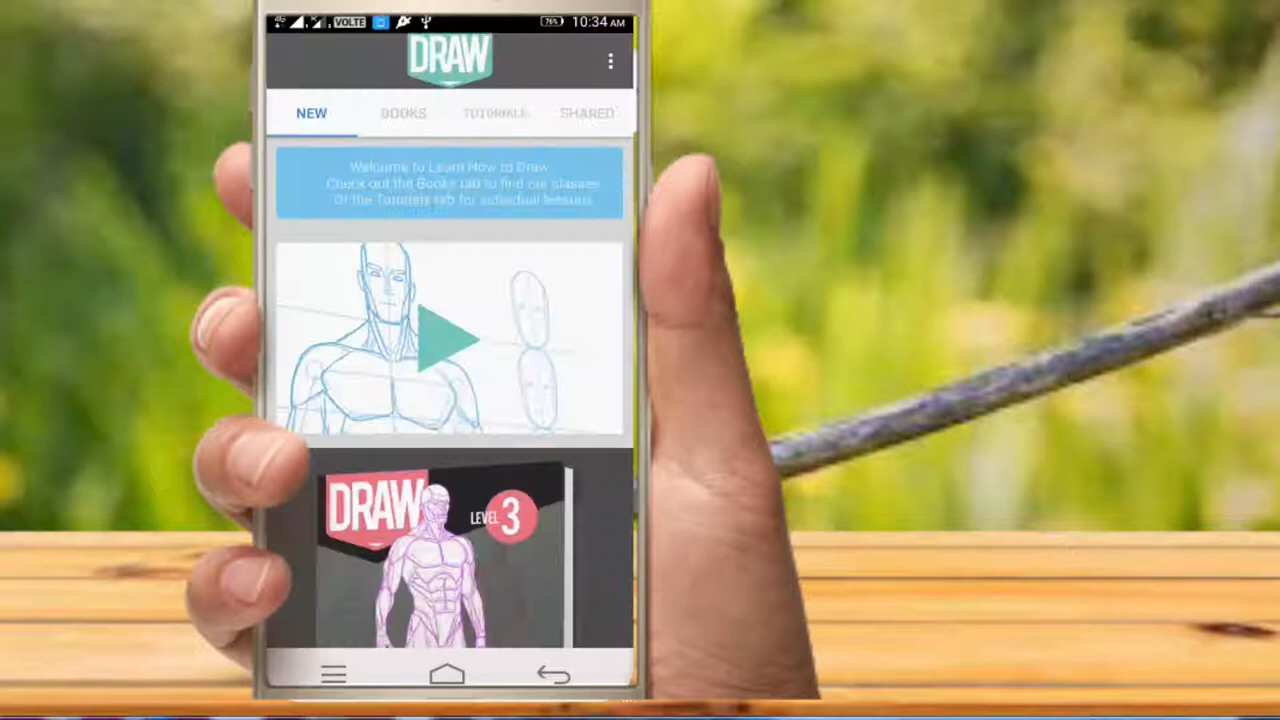 VOLTE 76% 10:34 AM
DRAW
NEW BOOKS TUTORIALS SHARED
Welcome to Learn How to Draw
Check out the Books tab to find our classes
Or the Tutorials tab for individual lessons
DRAW
LEVEL 3